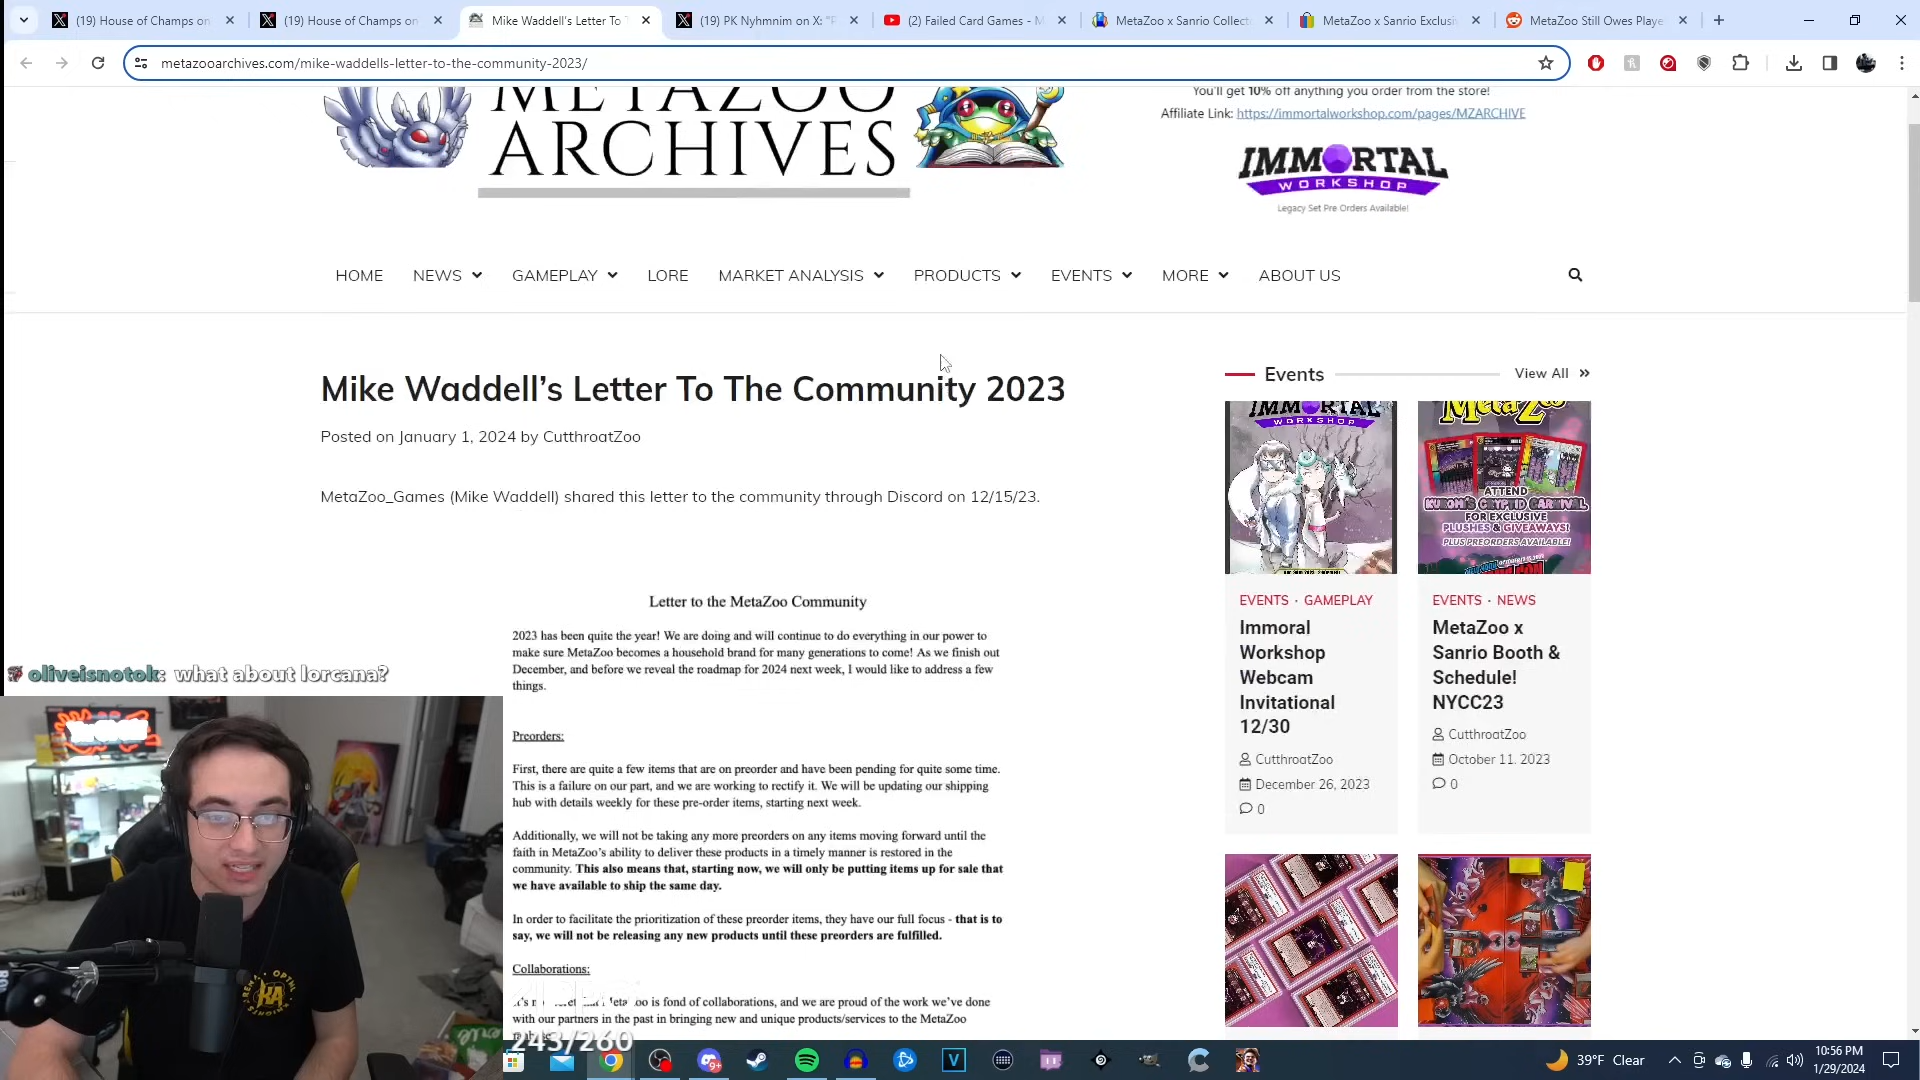 (19) House of Champs on
(19) House of Champs on
Mike Waddell's Letter To T
(19) PK Nyhmnim on X: "F
(2) Failed Card Games - M
MetaZoo x Sanrio Collect
MetaZoo x Sanrio Exclusi
MetaZoo Still Owes Playe
metazooarchives.com/mike-waddells-letter-to-the-community-2023/
METAZOO
ARCHIVES
You'll get 10% off anything you order from the store!
Affiliate Link: https://immortalworkshop.com/pages/MZARCHIVE
IMMORTAL
WORKSHOP
Legacy Set Pre Orders Available!
HOME NEWS GAMEPLAY LORE MARKET ANALYSIS PRODUCTS EVENTS MORE ABOUT US
Mike Waddell's Letter To The Community 2023
Posted on January 1, 2024 by CutthroatZoo
MetaZoo_Games (Mike Waddell) shared this letter to the community through Discord on 12/15/23.
Letter to the MetaZoo Community
2023 has been quite the year! We are doing and will continue to do everything in our power to
make sure MetaZoo becomes a household brand for many generations to come! As we finish out
December, and before we reveal the roadmap for 2024 next week, I would like to address a few
things.
Preorders:
First, there are quite a few items that are on preorder and have been pending for quite some time.
This is a failure on our part, and we are working to rectify it. We will be updating our shipping
hub with details weekly for these pre-order items, starting next week.
Additionally, we will not be taking any more preorders on any items moving forward until the
faith in MetaZoo's ability to deliver these products in a timely manner is restored in the
community. This also means that, starting now, we will only be putting items up for sale that
we have available to ship the same day.
In order to facilitate the prioritization of these preorder items, they have our full focus - that is to
say, we will not be releasing any new products until these preorders are fulfilled.
Collaborations:
MetaZoo is fond of collaborations, and we are proud of the work we've done
with our partners in the past in bringing new and unique products/services to the MetaZoo
243/260
oliveisnotok: what about lorcana?
Events
View All
IMMORTAL
WORKSHOP
EVENTS · GAMEPLAY
Immoral
Workshop
Webcam
Invitational
12/30
CutthroatZoo
December 26, 2023
0
MetaZoo
ATTEND
KUROMI'S CRYPTID CARNIVAL
FOR EXCLUSIVE
PLUSHES & GIVEAWAYS!
PLUS PREORDERS AVAILABLE!
EVENTS · NEWS
MetaZoo x
Sanrio Booth &
Schedule!
NYCC23
CutthroatZoo
October 11, 2023
0
39°F Clear
10:56 PM
1/29/2024